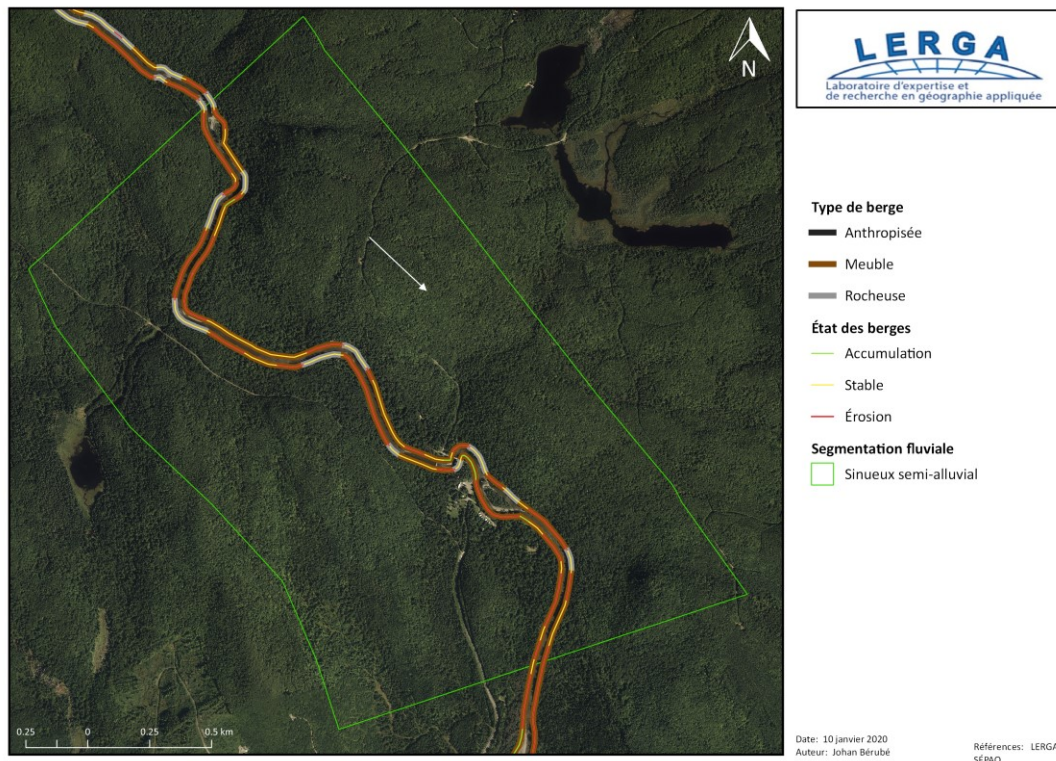 N
0.25 0 0.25 0.5 km
LERGA
Laboratoire d'expertise et
de recherche en géographie appliquée
Type de berge
Anthropisée
Meuble
Rocheuse
État des berges
Accumulation
Stable
Érosion
Segmentation fluviale
Sinueux semi-alluvial
Date: 10 janvier 2020
Auteur: Johan Bérubé
Références: LERGA
SÉPAQ